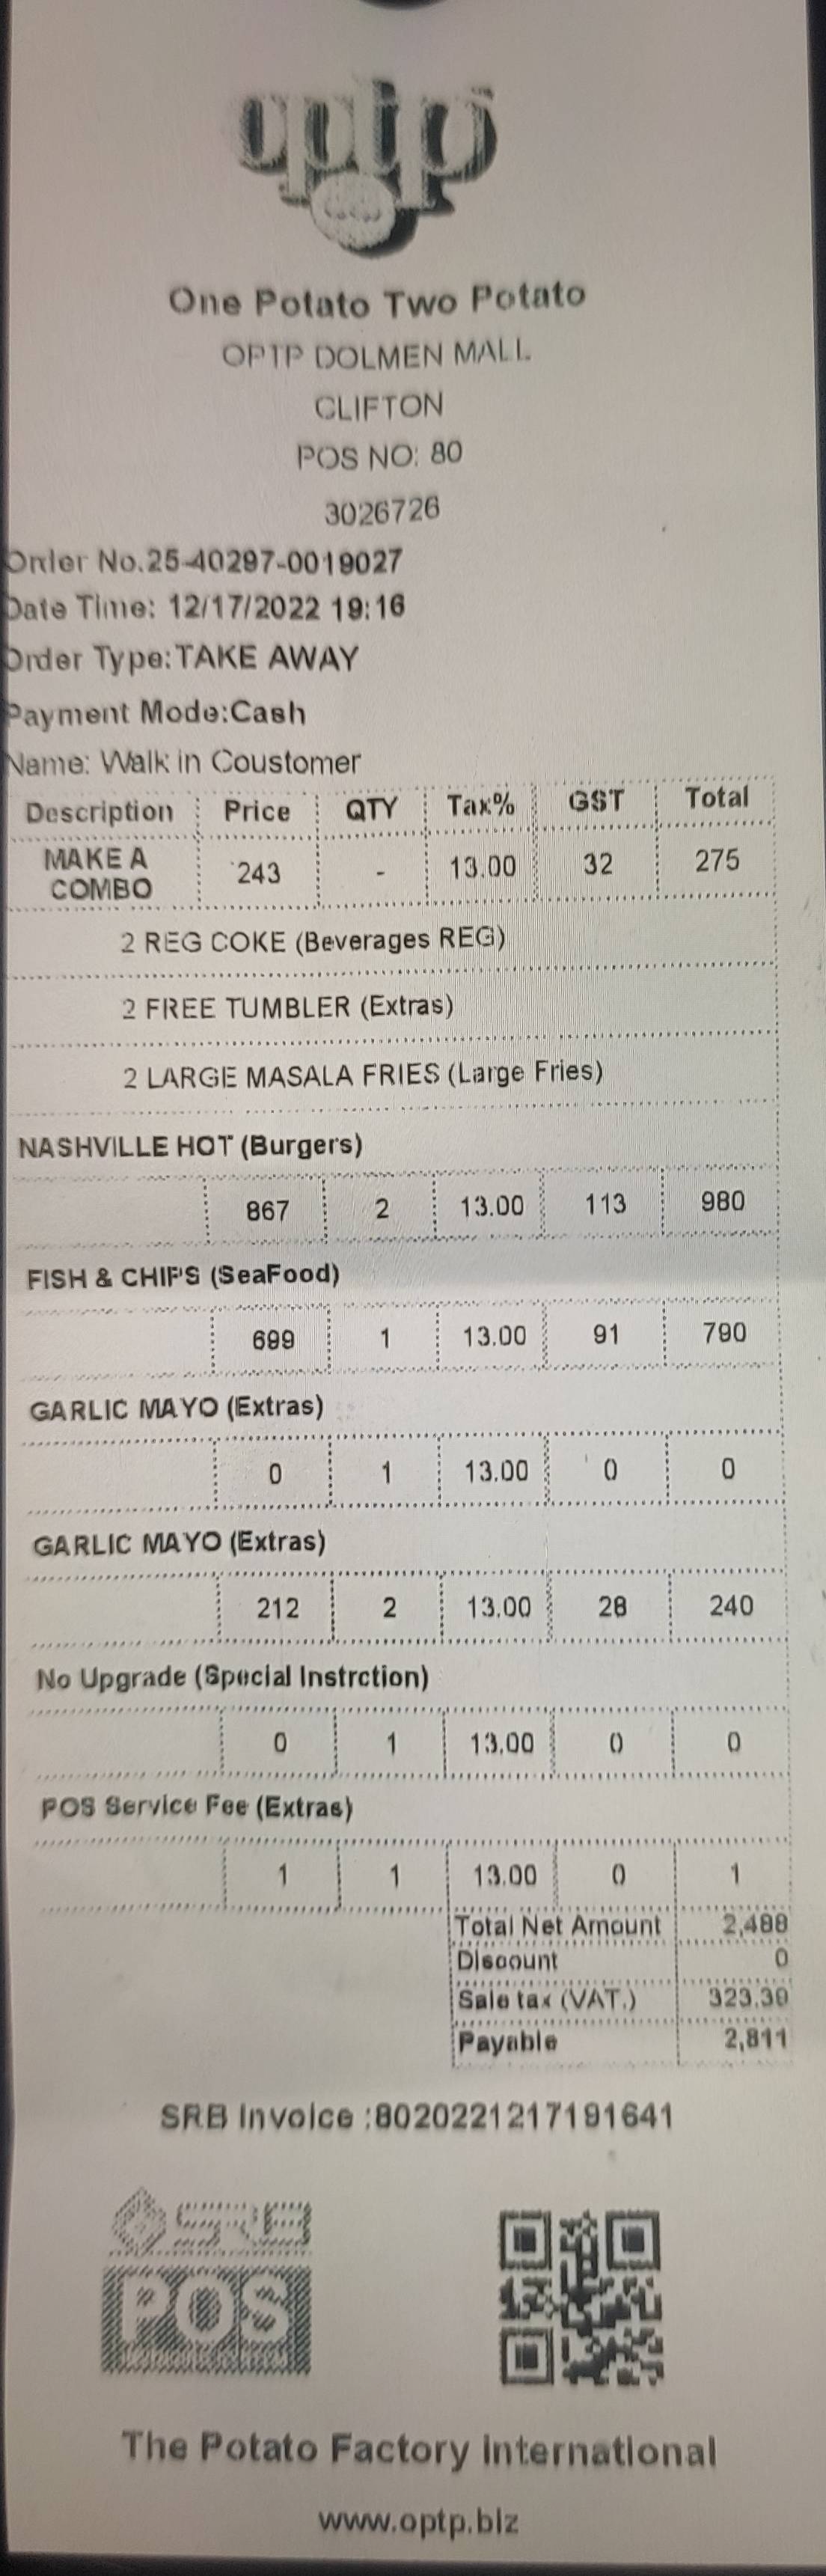 optp
One Potato Two Potato
OPTP DOLMEN MALL
CLIFTON
POS NO: 80
3026726
Order No.25-40297-0019027
Date Time: 12/17/2022 19:16
Order Type:TAKE AWAY
Payment Mode:Cash
Name: Walk in Coustomer
Description Price QTY Tax% GST Total
MAKE A COMBO 243 - 13.00 32 275
2 REG COKE (Beverages REG)
2 FREE TUMBLER (Extras)
2 LARGE MASALA FRIES (Large Fries)
NASHVILLE HOT (Burgers)
867 2 13.00 113 980
FISH & CHIPS (SeaFood)
699 1 13.00 91 790
GARLIC MAYO (Extras)
0 1 13.00 0 0
GARLIC MAYO (Extras)
212 2 13.00 28 240
No Upgrade (Special Instrction)
0 1 13.00 0 0
POS Service Fee (Extras)
1 1 13.00 0 1
Total Net Amount 2,488
Discount 0
Sale tax (VAT.) 323.30
Payable 2,811
SRB Invoice :8020221217191641
SRB
POS
The Potato Factory International
www.optp.biz